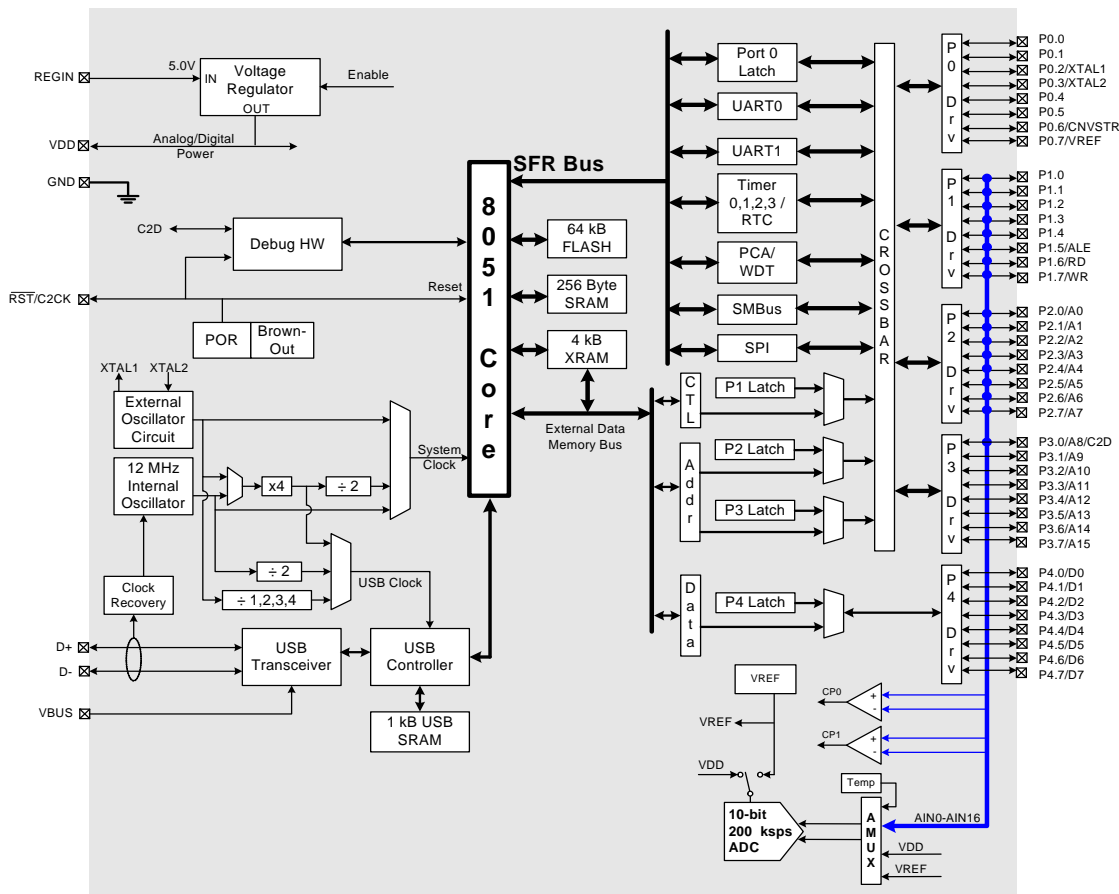 REGIN
5.0V
IN
Voltage
Regulator
OUT
Enable
VDD
Analog/Digital
Power
GND
C2D
Debug HW
RST/C2CK
Reset
POR
Brown-
Out
XTAL1
XTAL2
External
Oscillator
Circuit
12 MHz
Internal
Oscillator
x4
÷ 2
System
Clock
÷ 2
÷ 1,2,3,4
USB Clock
Clock
Recovery
D+
D-
VBUS
USB
Transceiver
USB
Controller
1 kB USB
SRAM
8051 Core
SFR Bus
64 kB
FLASH
256 Byte
SRAM
4 kB
XRAM
External Data
Memory Bus
Port 0
Latch
UART0
UART1
Timer
0,1,2,3 /
RTC
PCA/
WDT
SMBus
SPI
CTL
P1 Latch
Addr
P2 Latch
P3 Latch
Data
P4 Latch
CROSSBAR
P0 Drv
P0.0
P0.1
P0.2/XTAL1
P0.3/XTAL2
P0.4
P0.5
P0.6/CNVSTR
P0.7/VREF
P1 Drv
P1.0
P1.1
P1.2
P1.3
P1.4
P1.5/ALE
P1.6/RD
P1.7/WR
P2 Drv
P2.0/A0
P2.1/A1
P2.2/A2
P2.3/A3
P2.4/A4
P2.5/A5
P2.6/A6
P2.7/A7
P3 Drv
P3.0/A8/C2D
P3.1/A9
P3.2/A10
P3.3/A11
P3.4/A12
P3.5/A13
P3.6/A14
P3.7/A15
P4 Drv
P4.0/D0
P4.1/D1
P4.2/D2
P4.3/D3
P4.4/D4
P4.5/D5
P4.6/D6
P4.7/D7
VREF
VREF
VDD
CP0
+
-
CP1
+
-
Temp
10-bit
200 ksps
ADC
AMUX
AIN0-AIN16
VDD
VREF